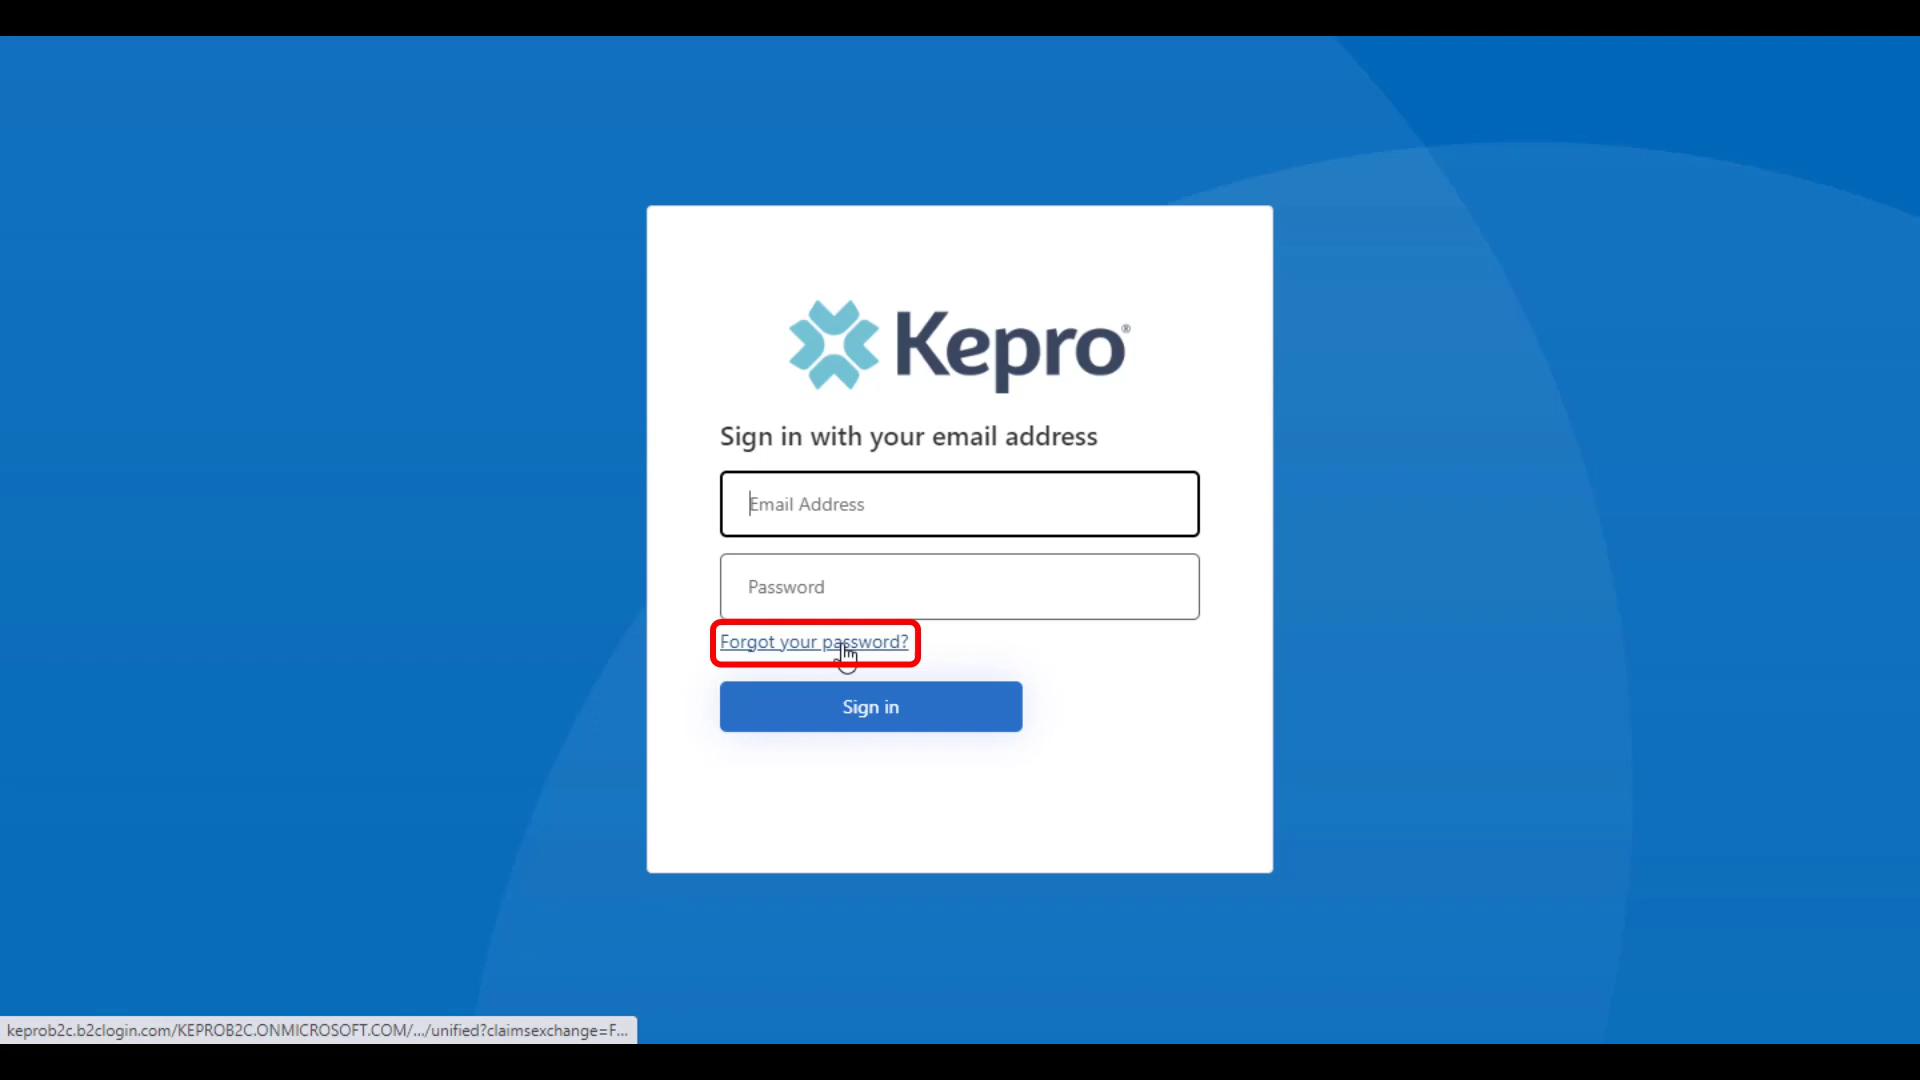 Kepro®
Sign in with your email address
Email Address
Password
Forgot your password?
Sign in
keprob2c.b2clogin.com/KEPROB2C.ONMICROSOFT.COM/.../unified?claimsexchange=F...